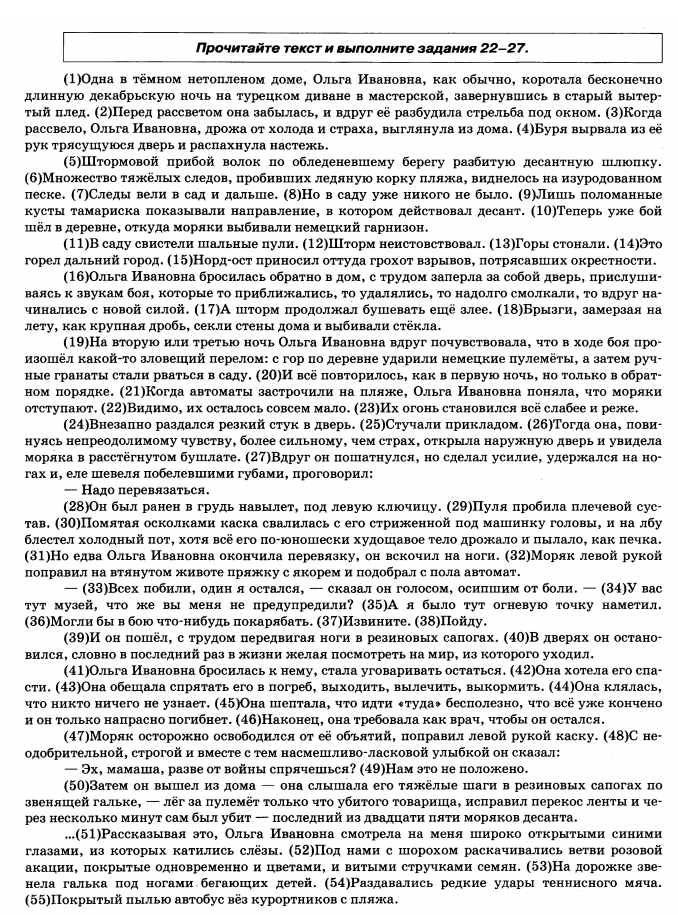 Прочитайте текст и выполните задания 22–27.
(1)Одна в тёмном нетопленом доме, Ольга Ивановна, как обычно, коротала бесконечно
длинную декабрьскую ночь на турецком диване в мастерской, завернувшись в старый вытер-
тый плед. (2)Перед рассветом она забылась, и вдруг её разбудила стрельба под окном. (3)Когда
рассвело, Ольга Ивановна, дрожа от холода и страха, выглянула из дома. (4)Буря вырвала из её
рук трясущуюся дверь и распахнула настежь.
(5)Штормовой прибой волок по обледеневшему берегу разбитую десантную шлюпку.
(6)Множество тяжёлых следов, пробивших ледяную корку пляжа, виднелось на изуродованном
песке. (7)Следы вели в сад и дальше. (8)Но в саду уже никого не было. (9)Лишь поломанные
кусты тамариска показывали направление, в котором действовал десант. (10)Теперь уже бой
шёл в деревне, откуда моряки выбивали немецкий гарнизон.
(11)В саду свистели шальные пули. (12)Шторм неистовствовал. (13)Горы стонали. (14)Это
горел дальний город. (15)Норд-ост приносил оттуда грохот взрывов, потрясавших окрестности.
(16)Ольга Ивановна бросилась обратно в дом, с трудом заперла за собой дверь, прислуши-
ваясь к звукам боя, которые то приближались, то удалялись, то надолго смолкали, то вдруг на-
чинались с новой силой. (17)А шторм продолжал бушевать ещё злее. (18)Брызги, замерзая на
лету, как крупная дробь, секли стены дома и выбивали стёкла.
(19)На вторую или третью ночь Ольга Ивановна вдруг почувствовала, что в ходе боя про-
изошёл какой-то зловещий перелом: с гор по деревне ударили немецкие пулемёты, а затем руч-
ные гранаты стали рваться в саду. (20)И всё повторилось, как в первую ночь, но только в обрат-
ном порядке. (21)Когда автоматы застрочили на пляже, Ольга Ивановна поняла, что моряки
отступают. (22)Видимо, их осталось совсем мало. (23)Их огонь становился всё слабее и реже.
(24)Внезапно раздался резкий стук в дверь. (25)Стучали прикладом. (26)Тогда она, пови-
нуясь непреодолимому чувству, более сильному, чем страх, открыла наружную дверь и увидела
моряка в расстёгнутом бушлате. (27)Вдруг он пошатнулся, но сделал усилие, удержался на но-
гах и, еле шевеля побелевшими губами, проговорил:
— Надо перевязаться.
(28)Он был ранен в грудь навылет, под левую ключицу. (29)Пуля пробила плечевой сус-
тав. (30)Помятая осколками каска свалилась с его стриженной под машинку головы, и на лбу
блестел холодный пот, хотя всё его по-юношески худощавое тело дрожало и пылало, как печка.
(31)Но едва Ольга Ивановна окончила перевязку, он вскочил на ноги. (32)Моряк левой рукой
поправил на втянутом животе пряжку с якорем и подобрал с пола автомат.
— (33)Всех побили, один я остался, — сказал он голосом, осипшим от боли. — (34)У вас
тут музей, что же вы меня не предупредили? (35)А я было тут огневую точку наметил.
(36)Могли бы в бою что-нибудь покарябать. (37)Извините. (38)Пойду.
(39)И он пошёл, с трудом передвигая ноги в резиновых сапогах. (40)В дверях он остано-
вился, словно в последний раз в жизни желая посмотреть на мир, из которого уходил.
(41)Ольга Ивановна бросилась к нему, стала уговаривать остаться. (42)Она хотела его спа-
сти. (43)Она обещала спрятать его в погреб, выходить, вылечить, выкормить. (44)Она клялась,
что никто ничего не узнает. (45)Она шептала, что идти «туда» бесполезно, что всё уже кончено
и он только напрасно погибнет. (46)Наконец, она требовала как врач, чтобы он остался.
(47)Моряк осторожно освободился от её объятий, поправил левой рукой каску. (48)С не-
одобрительной, строгой и вместе с тем насмешливо-ласковой улыбкой он сказал:
— Эх, мамаша, разве от войны спрячешься? (49)Нам это не положено.
(50)Затем он вышел из дома — она слышала его тяжёлые шаги в резиновых сапогах по
звенящей гальке, — лёг за пулемёт только что убитого товарища, исправил перекос ленты и че-
рез несколько минут сам был убит — последний из двадцати пяти моряков десанта.
...(51)Рассказывая это, Ольга Ивановна смотрела на меня широко открытыми синими
глазами, из которых катились слёзы. (52)Под нами с шорохом раскачивались ветви розовой
акации, покрытые одновременно и цветами, и витыми стручками семян. (53)На дорожке зве-
нела галька под ногами бегающих детей. (54)Раздавались редкие удары теннисного мяча.
(55)Покрытый пылью автобус вёз курортников с пляжа.